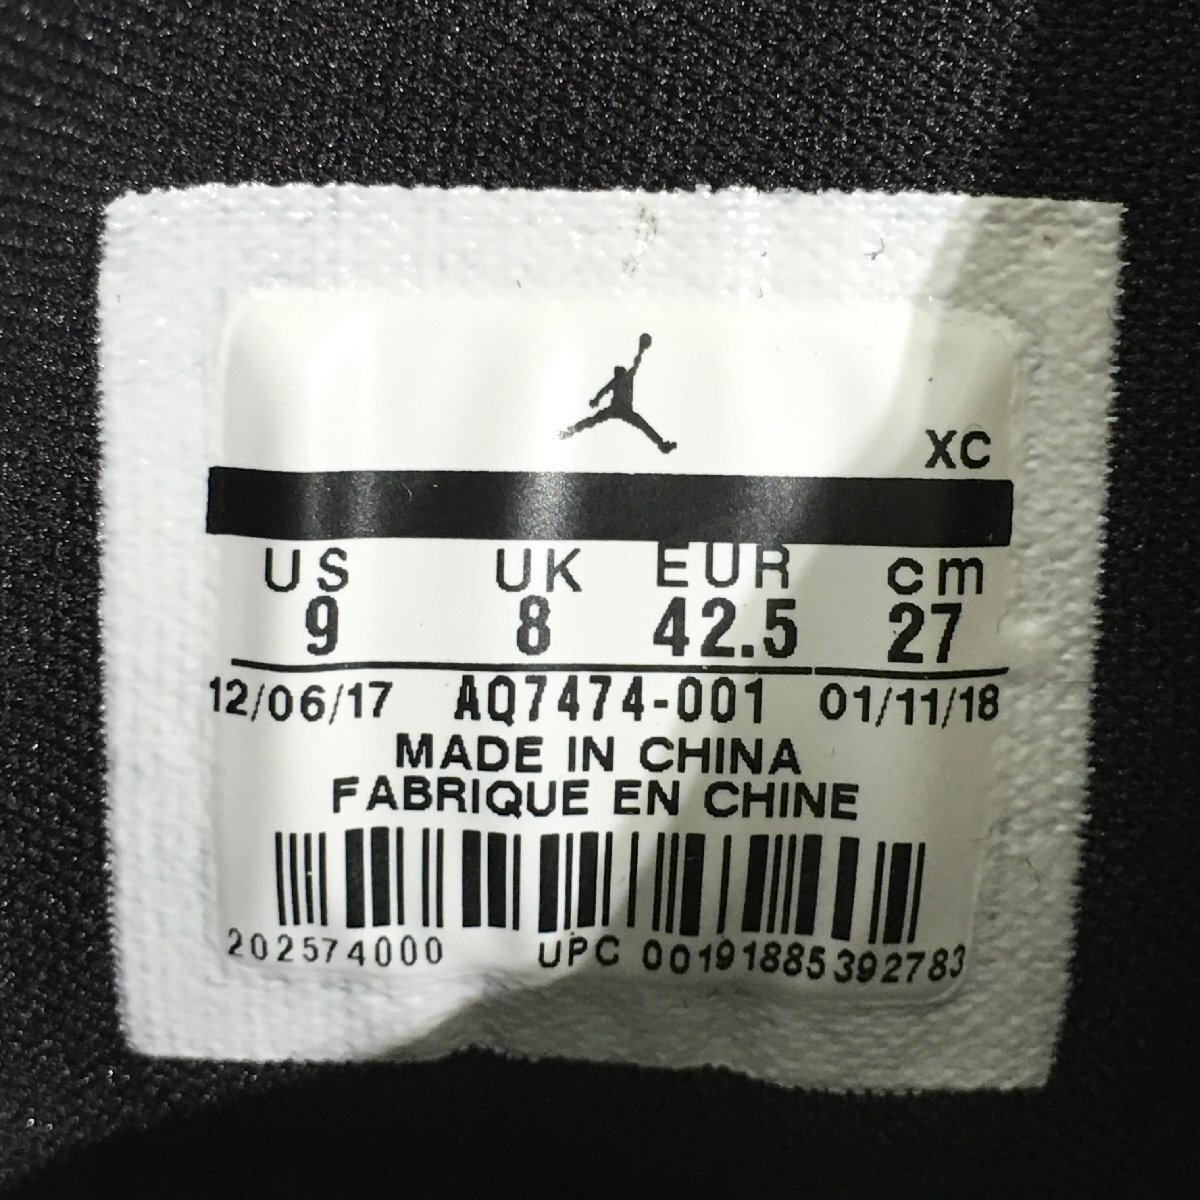 XC
US UK EUR cm
9 8 42.5 27
12/06/17 AQ7474-001 01/11/18
MADE IN CHINA
FABRIQUE EN CHINE
202574000 UPC 00191885392783